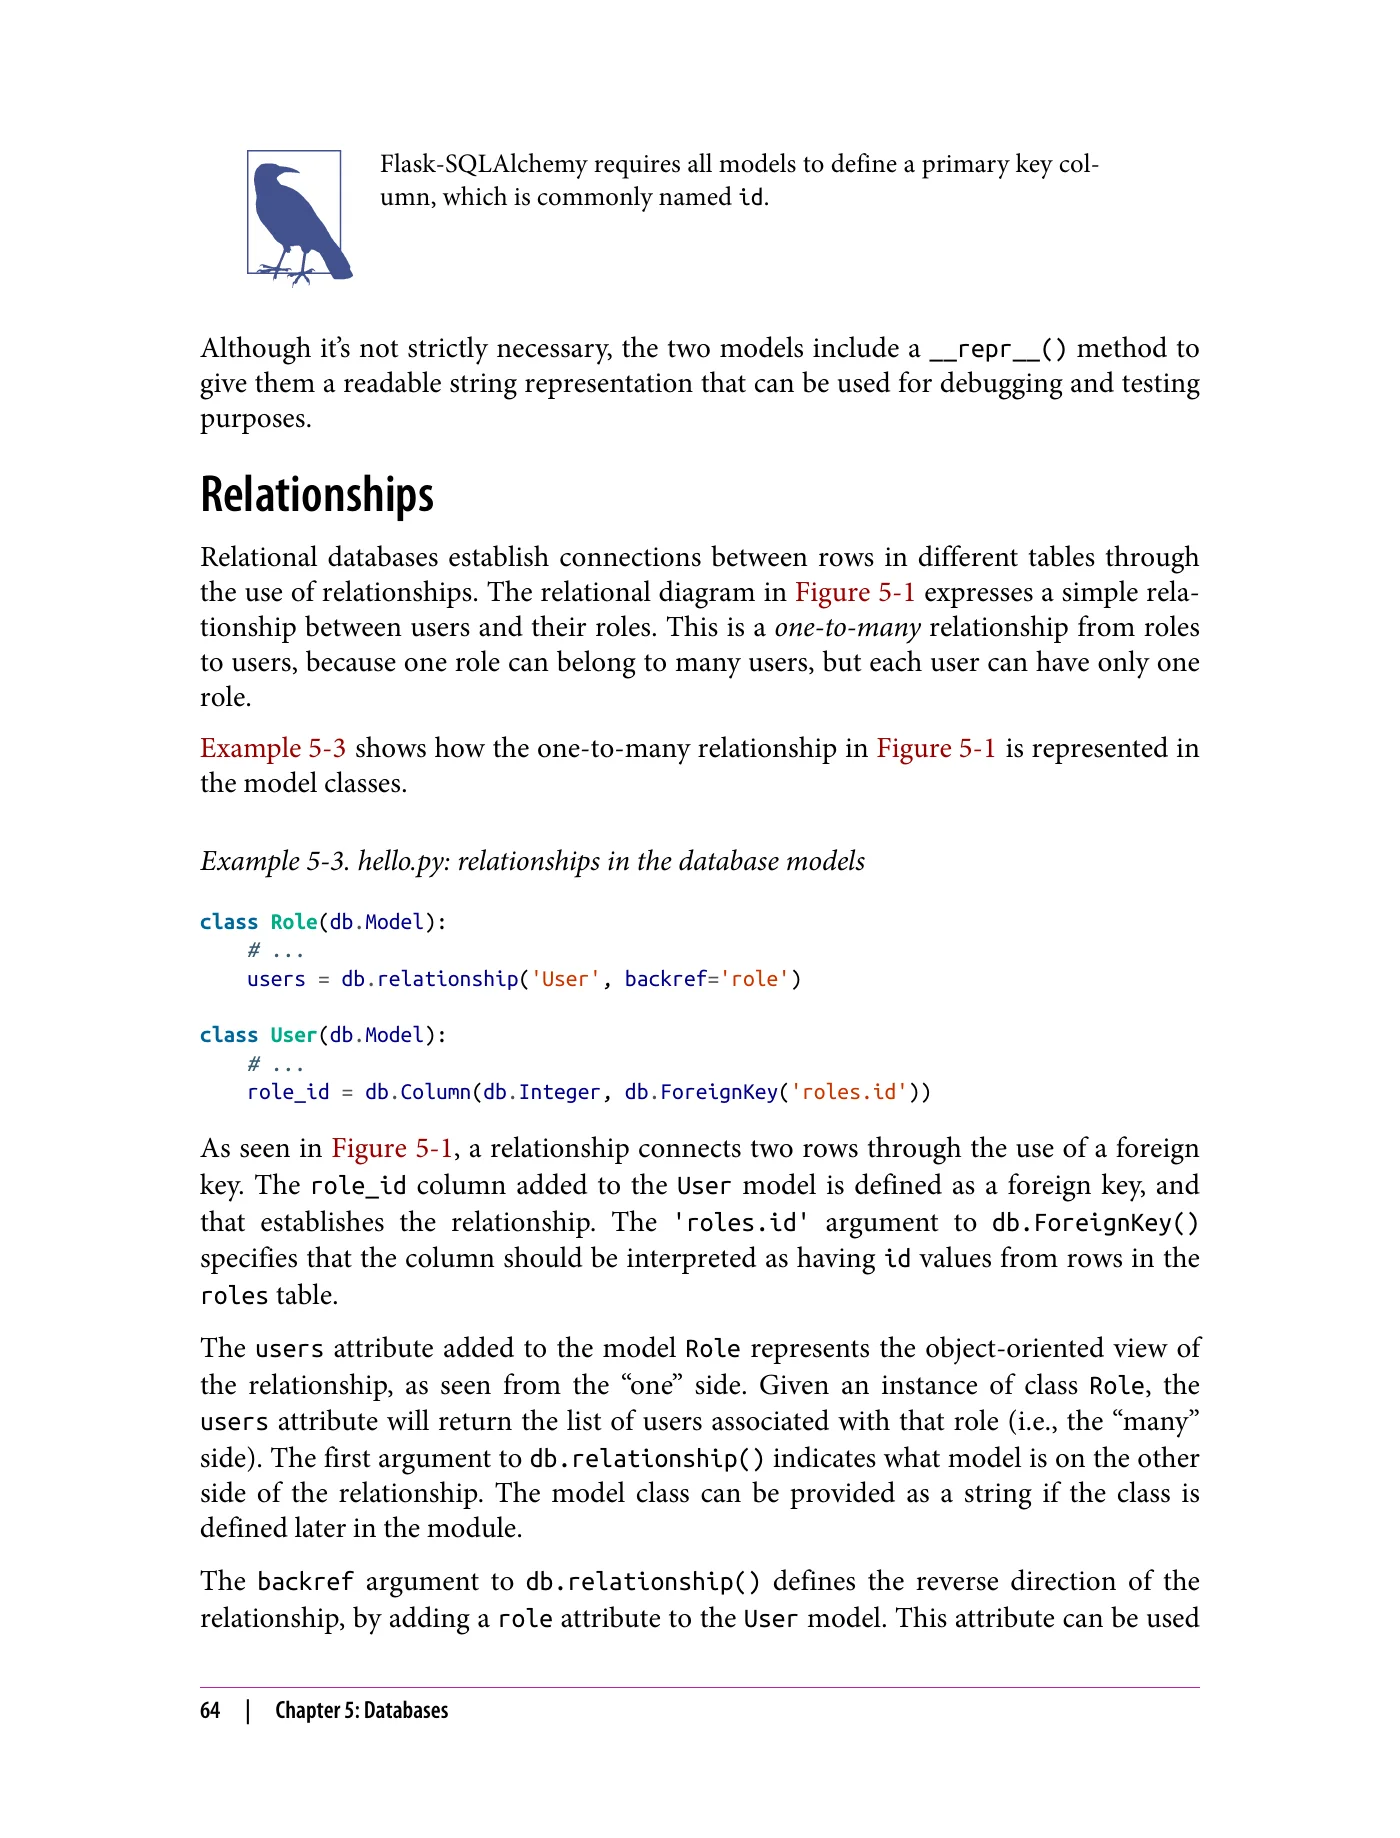 Flask-SQLAlchemy requires all models to define a primary key col-
umn, which is commonly named id.
Although it’s not strictly necessary, the two models include a __repr__() method to
give them a readable string representation that can be used for debugging and testing
purposes.
Relationships
Relational databases establish connections between rows in different tables through
the use of relationships. The relational diagram in Figure 5-1 expresses a simple rela-
tionship between users and their roles. This is a one-to-many relationship from roles
to users, because one role can belong to many users, but each user can have only one
role.
Example 5-3 shows how the one-to-many relationship in Figure 5-1 is represented in
the model classes.
Example 5-3. hello.py: relationships in the database models
class Role(db.Model):
    # ...
    users = db.relationship('User', backref='role')
class User(db.Model):
    # ...
    role_id = db.Column(db.Integer, db.ForeignKey('roles.id'))
As seen in Figure 5-1, a relationship connects two rows through the use of a foreign
key. The role_id column added to the User model is defined as a foreign key, and
that establishes the relationship. The 'roles.id' argument to db.ForeignKey()
specifies that the column should be interpreted as having id values from rows in the
roles table.
The users attribute added to the model Role represents the object-oriented view of
the relationship, as seen from the “one” side. Given an instance of class Role, the
users attribute will return the list of users associated with that role (i.e., the “many”
side). The first argument to db.relationship() indicates what model is on the other
side of the relationship. The model class can be provided as a string if the class is
defined later in the module.
The backref argument to db.relationship() defines the reverse direction of the
relationship, by adding a role attribute to the User model. This attribute can be used
64 | Chapter 5: Databases